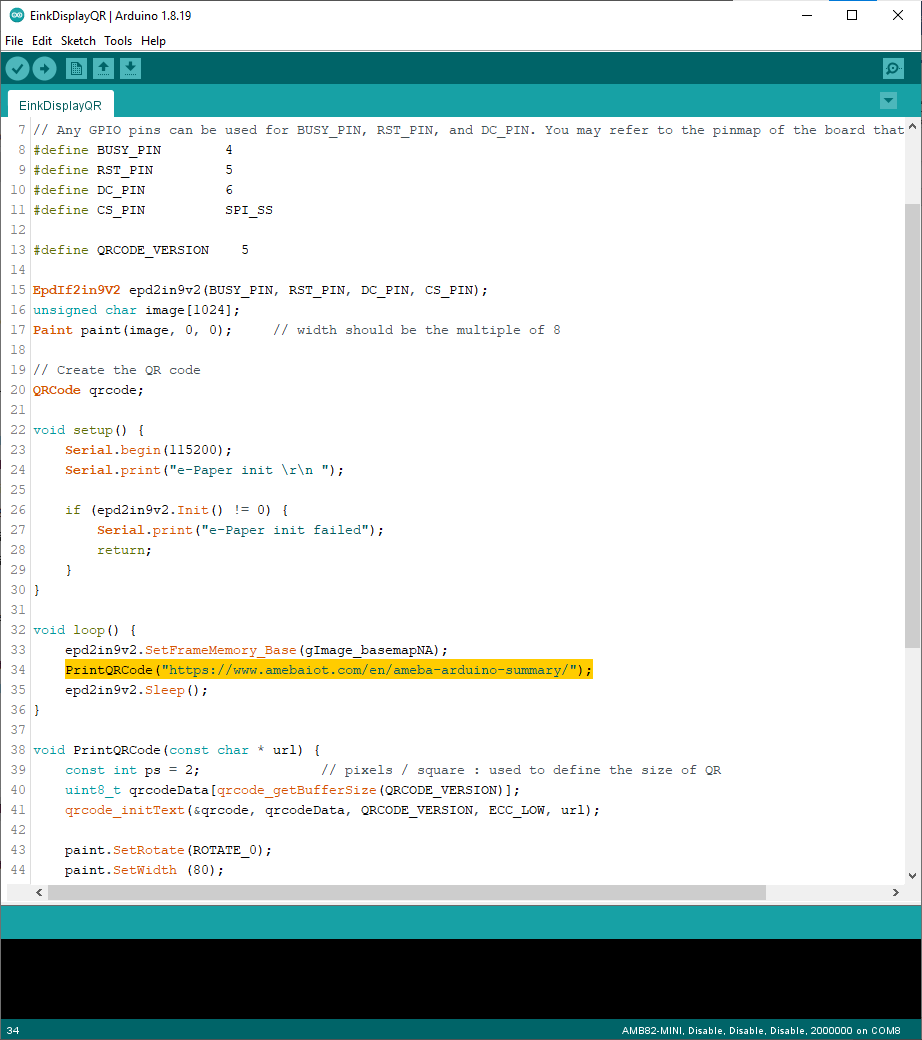 EinkDisplayQR | Arduino 1.8.19
File Edit Sketch Tools Help
EinkDisplayQR
7 // Any GPIO pins can be used for BUSY_PIN, RST_PIN, and DC_PIN. You may refer to the pinmap of the board that
8 #define BUSY_PIN        4
9 #define RST_PIN         5
10 #define DC_PIN          6
11 #define CS_PIN          SPI_SS
12
13 #define QRCODE_VERSION    5
14
15 EpdIf2in9V2 epd2in9v2(BUSY_PIN, RST_PIN, DC_PIN, CS_PIN);
16 unsigned char image[1024];
17 Paint paint(image, 0, 0);     // width should be the multiple of 8
18
19 // Create the QR code
20 QRCode qrcode;
21
22 void setup() {
23     Serial.begin(115200);
24     Serial.print("e-Paper init \r\n ");
25
26     if (epd2in9v2.Init() != 0) {
27         Serial.print("e-Paper init failed");
28         return;
29     }
30 }
31
32 void loop() {
33     epd2in9v2.SetFrameMemory_Base(gImage_basemapNA);
34     PrintQRCode("https://www.amebaiot.com/en/ameba-arduino-summary/");
35     epd2in9v2.Sleep();
36 }
37
38 void PrintQRCode(const char * url) {
39     const int ps = 2;               // pixels / square : used to define the size of QR
40     uint8_t qrcodeData[qrcode_getBufferSize(QRCODE_VERSION)];
41     qrcode_initText(&qrcode, qrcodeData, QRCODE_VERSION, ECC_LOW, url);
42
43     paint.SetRotate(ROTATE_0);
44     paint.SetWidth (80);
34 AMB82-MINI, Disable, Disable, Disable, 2000000 on COM8